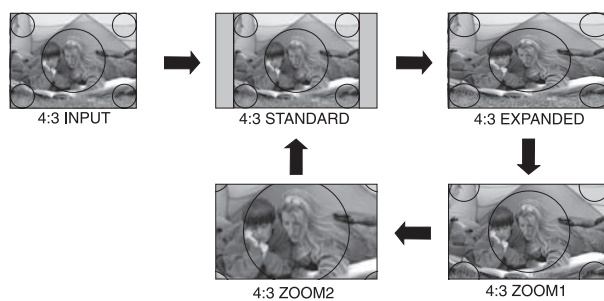 4:3 INPUT
4:3 STANDARD
4:3 EXPANDED
4:3 ZOOM2
4:3 ZOOM1